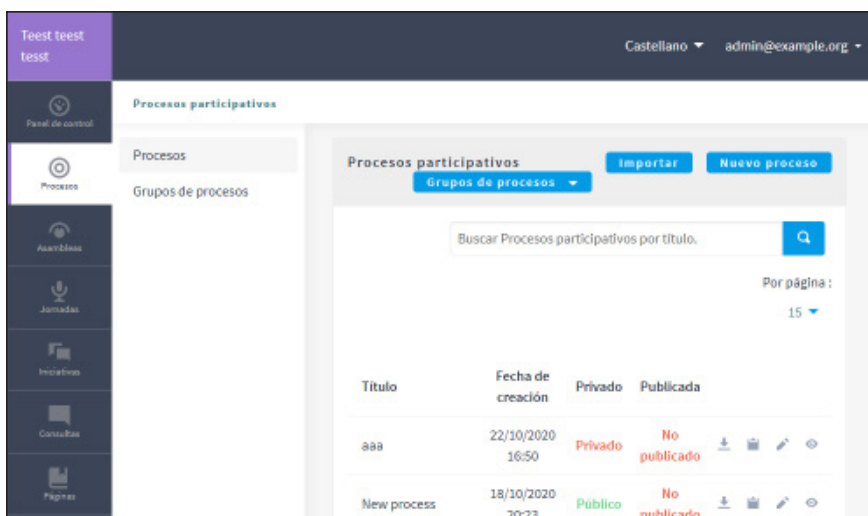 Teest teest
tesst
Castellano
admin@example.org
Panel de control
Procesos participativos
Procesos
Procesos
Grupos de procesos
Procesos participativos
Importar
Nuevo proceso
Grupos de procesos
Buscar Procesos participativos por título.
Por página :
15
Asambleas
Jornadas
Iniciativas
Consultas
Páginas
Título
Fecha de
creación
Privado
Publicada
aaa
22/10/2020
16:50
Privado
No
publicado
New process
18/10/2020
20:23
Público
No
publicado